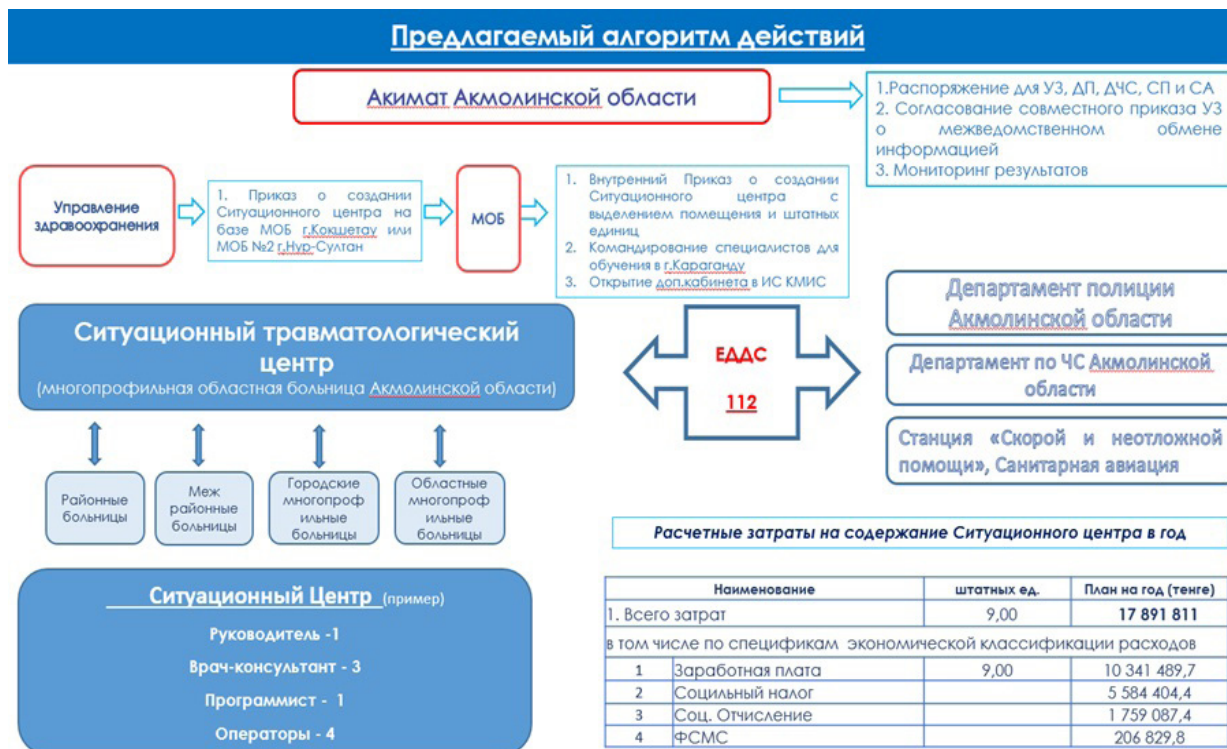 Предлагаемый алгоритм действий
Акимат Акмолинской области
1.Распоряжение для УЗ, ДП, ДЧС, СП и СА
2. Согласование совместного приказа УЗ
о межведомственном обмене
информацией
3. Мониторинг результатов
Управление
здравоохранения
1. Приказ о создании
Ситуационного центра на
базе МОБ г.Кокшетау или
МОБ №2 г.Нур-Султан
МОБ
1. Внутренний Приказ о создании
Ситуационного центра с
выделением помещения и штатных
единиц
2. Командирование специалистов для
обучения в г.Караганду
3. Открытие доп.кабинета в ИС КМИС
Ситуационный травматологический
центр
(многопрофильная областная больница Акмолинской области)
ЕДДС
112
Департамент полиции
Акмолинской области
Департамент по ЧС Акмолинской
области
Станция «Скорой и неотложной
помощи», Санитарная авиация
Районные
больницы
Меж
районные
больницы
Городские
многопроф
ильные
больницы
Областные
многопроф
ильные
больницы
Ситуационный Центр (пример)
Руководитель -1
Врач-консультант - 3
Программист - 1
Операторы - 4
Расчетные затраты на содержание Ситуационного центра в год
Наименование штатных ед. План на год (тенге)
1. Всего затрат 9,00 17 891 811
в том числе по спецификам экономической классификации расходов
1 Заработная плата 9,00 10 341 489,7
2 Социльный налог 5 584 404,4
3 Соц. Отчисление 1 759 087,4
4 ФСМС 206 829,8